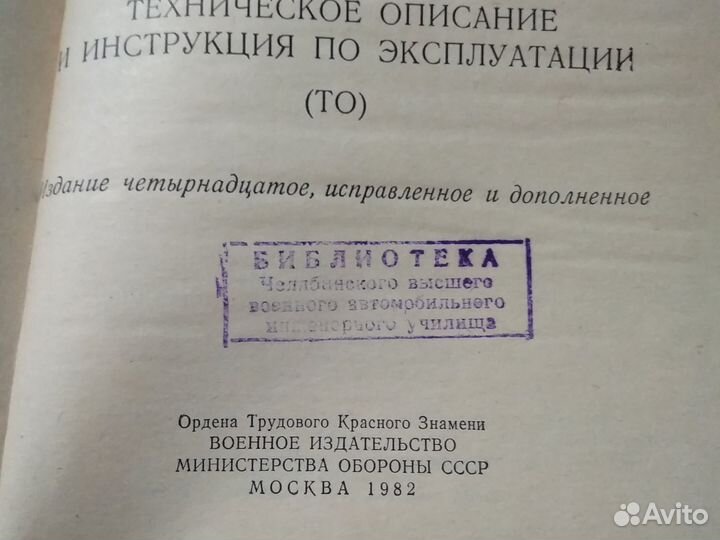 ТЕХНИЧЕСКОЕ ОПИСАНИЕ
И ИНСТРУКЦИЯ ПО ЭКСПЛУАТАЦИИ
(ТО)
Издание четырнадцатое, исправленное и дополненное
БИБЛИОТЕКА
Челябинского высшего
военного автомобильного
инженерного училища
Ордена Трудового Красного Знамени
ВОЕННОЕ ИЗДАТЕЛЬСТВО
МИНИСТЕРСТВА ОБОРОНЫ СССР
МОСКВА 1982
Avito